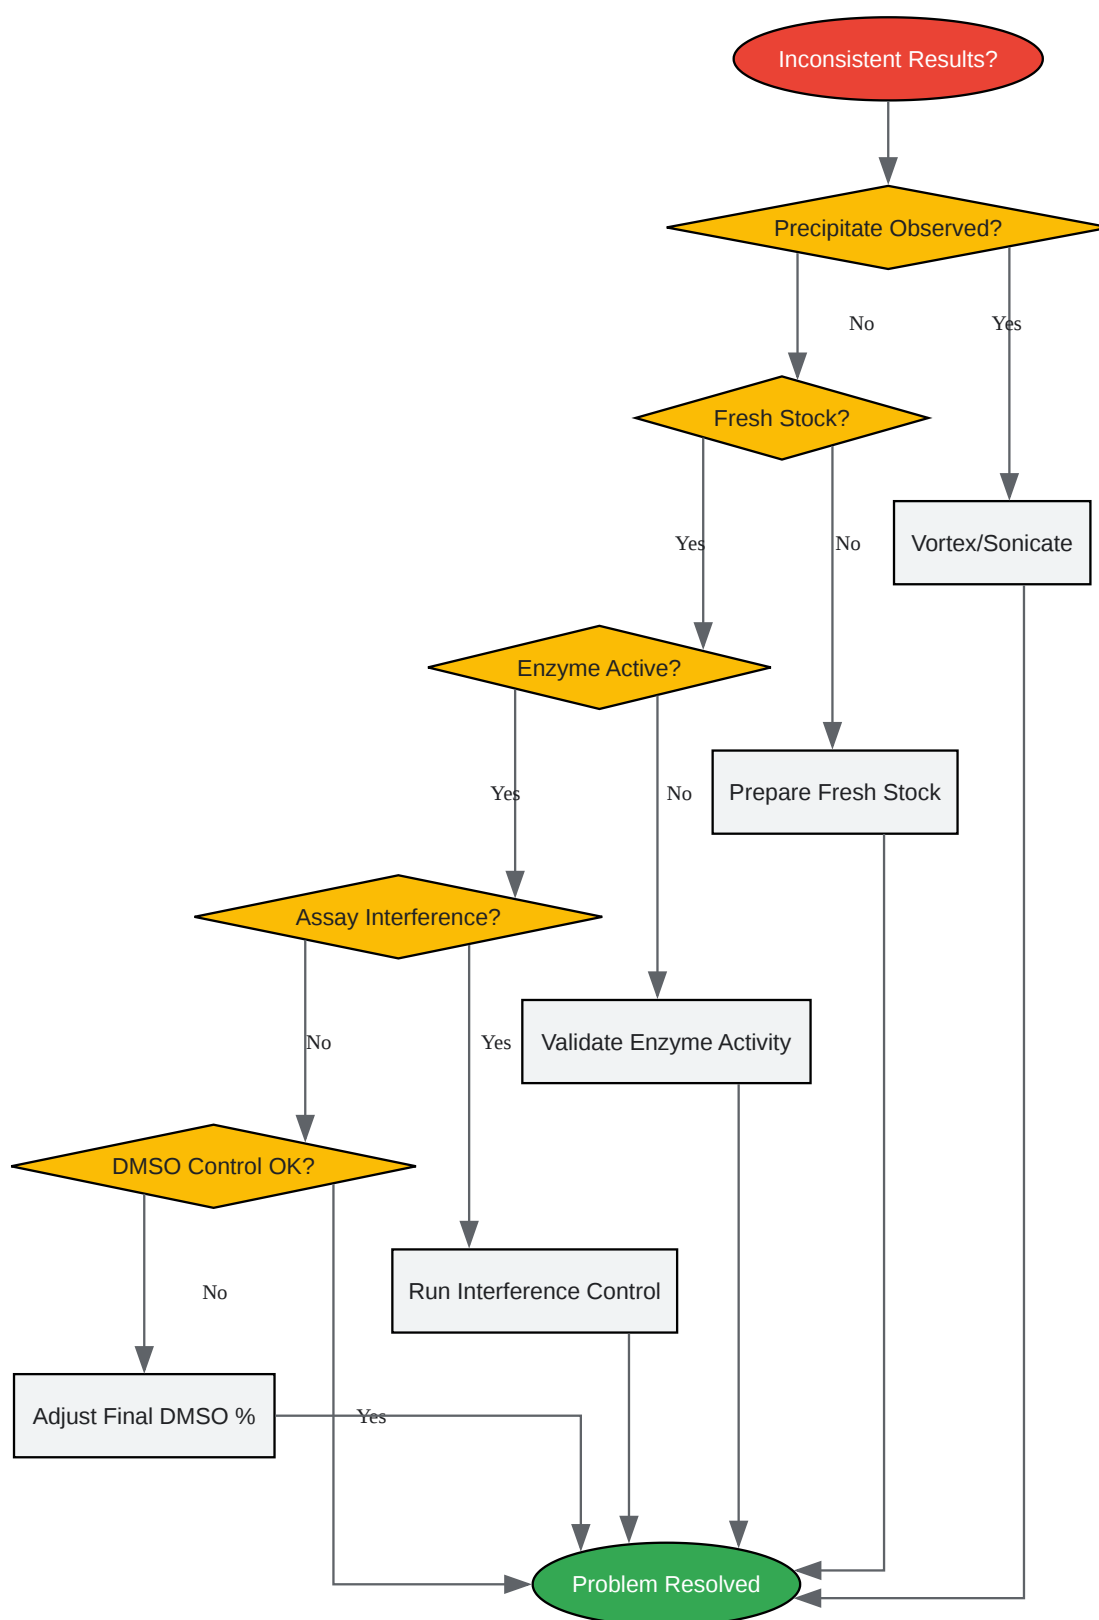 Inconsistent Results?
Precipitate Observed?
No
Yes
Fresh Stock?
Yes
No
Vortex/Sonicate
Enzyme Active?
Yes
No
Prepare Fresh Stock
Assay Interference?
No
Yes
Validate Enzyme Activity
DMSO Control OK?
No
Run Interference Control
Adjust Final DMSO %
Yes
Problem Resolved